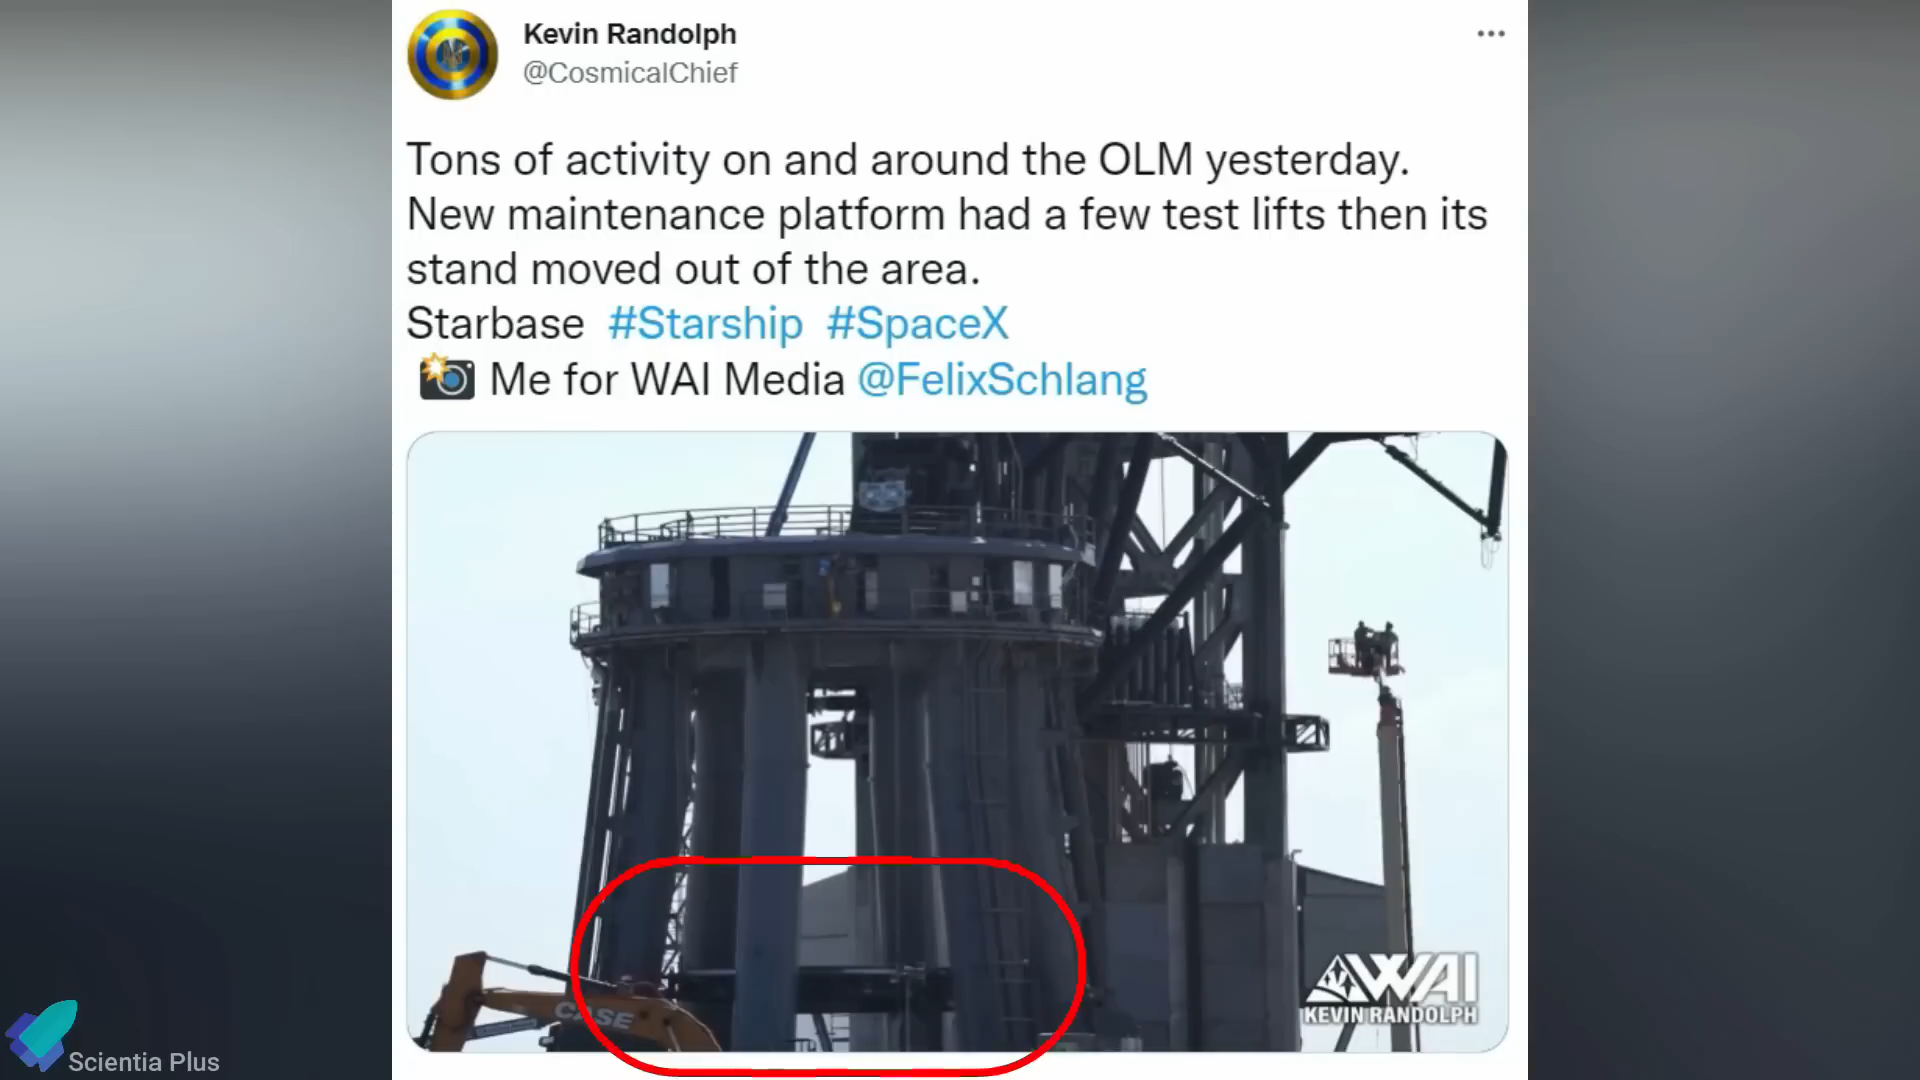 Kevin Randolph
@CosmicalChief
Tons of activity on and around the OLM yesterday.
New maintenance platform had a few test lifts then its
stand moved out of the area.
Starbase #Starship #SpaceX
Me for WAI Media @FelixSchlang
CASE
WAI
KEVIN RANDOLPH
Scientia Plus